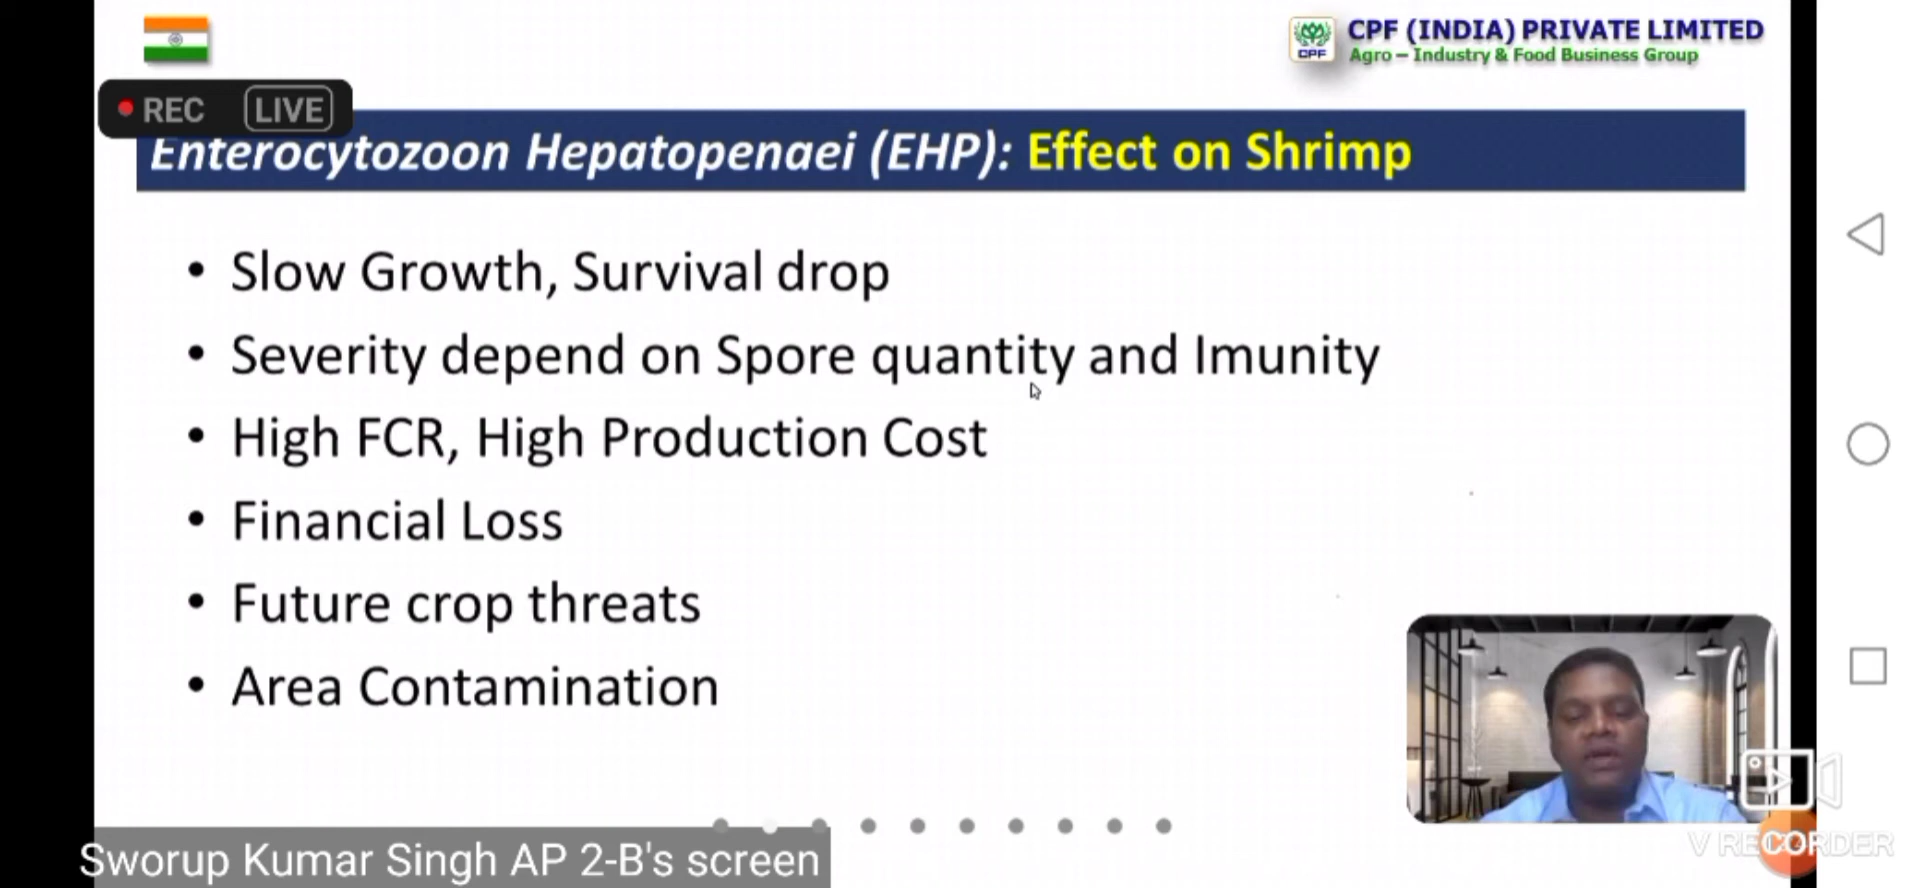 CPF (INDIA) PRIVATE LIMITED
CPF
Agro – Industry & Food Business Group
REC LIVE
Enterocytozoon Hepatopenaei (EHP): Effect on Shrimp
• Slow Growth, Survival drop
• Severity depend on Spore quantity and Imunity
• High FCR, High Production Cost
• Financial Loss
• Future crop threats
• Area Contamination
V RECORDER
Sworup Kumar Singh AP 2-B's screen